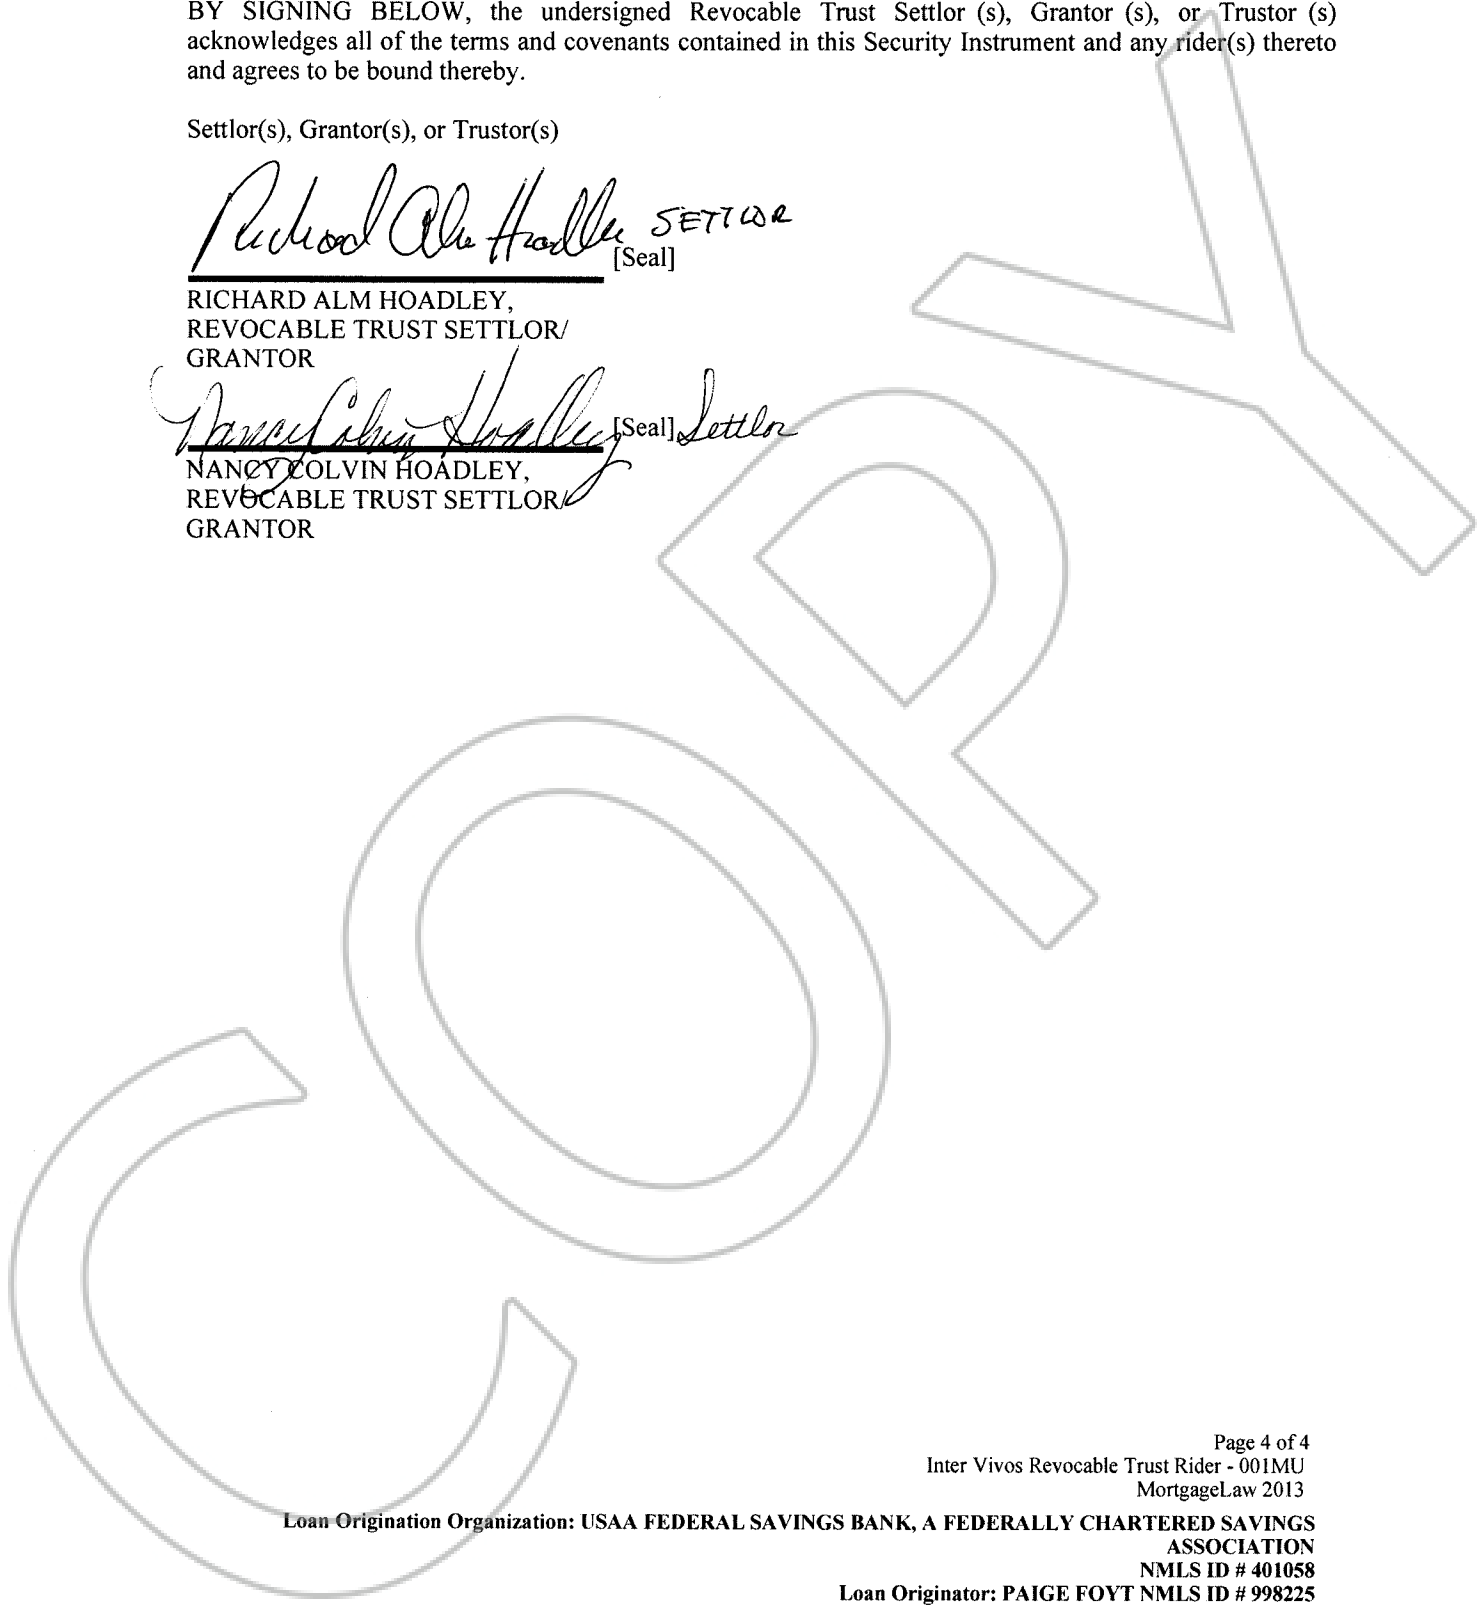 BY SIGNING BELOW, the undersigned Revocable Trust Settlor (s), Grantor (s), or Trustor (s)
acknowledges all of the terms and covenants contained in this Security Instrument and any rider(s) thereto
and agrees to be bound thereby.
Settlor(s), Grantor(s), or Trustor(s)
Richard Alm Hoadley SETTLOR
[Seal]
RICHARD ALM HOADLEY,
REVOCABLE TRUST SETTLOR/
GRANTOR
Nancy Colvin Hoadley [Seal] Settlor
NANCY COLVIN HOADLEY,
REVOCABLE TRUST SETTLOR/
GRANTOR
COPY
Page 4 of 4
Inter Vivos Revocable Trust Rider - 001MU
MortgageLaw 2013
Loan Origination Organization: USAA FEDERAL SAVINGS BANK, A FEDERALLY CHARTERED SAVINGS
ASSOCIATION
NMLS ID # 401058
Loan Originator: PAIGE FOYT NMLS ID # 998225